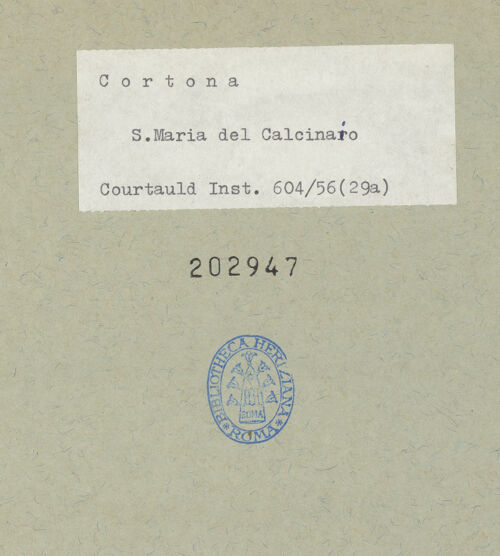 Cortona
S.Maria del Calcinaio
Courtauld Inst. 604/56(29a)
202947
BIBLIOTHECA HERTZIANA
ROMA
ROMA